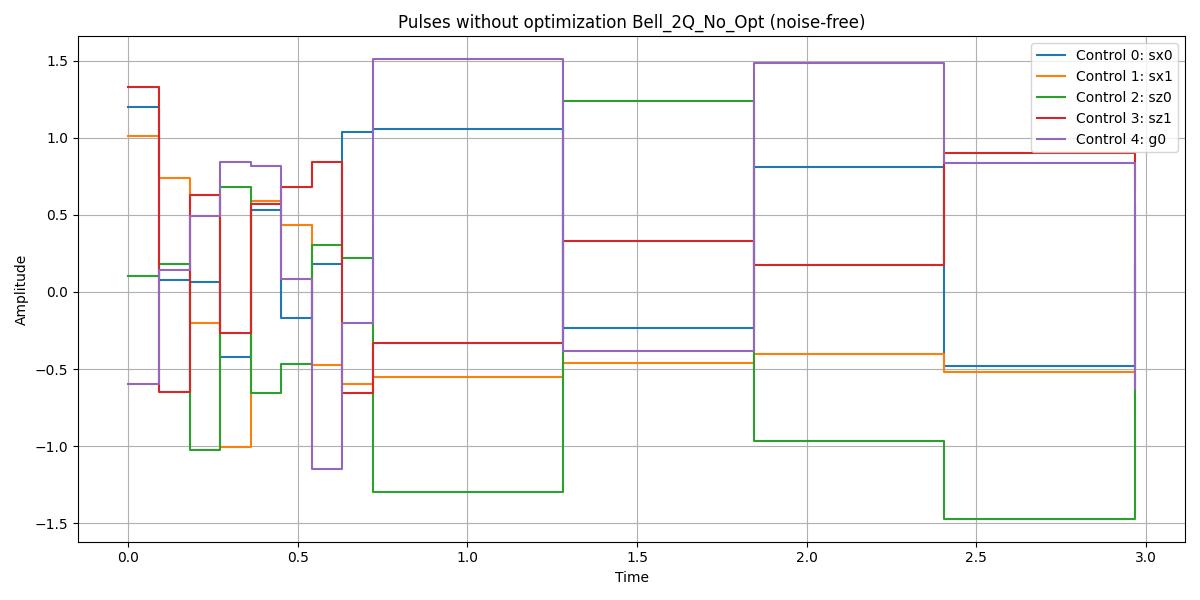 Pulses without optimization Bell_2Q_No_Opt (noise-free)
Control 0: sx0
Control 1: sx1
Control 2: sz0
Control 3: sz1
Control 4: g0
1.5
1.0
0.5
0.0
−0.5
−1.0
−1.5
Amplitude
0.0 0.5 1.0 1.5 2.0 2.5 3.0
Time